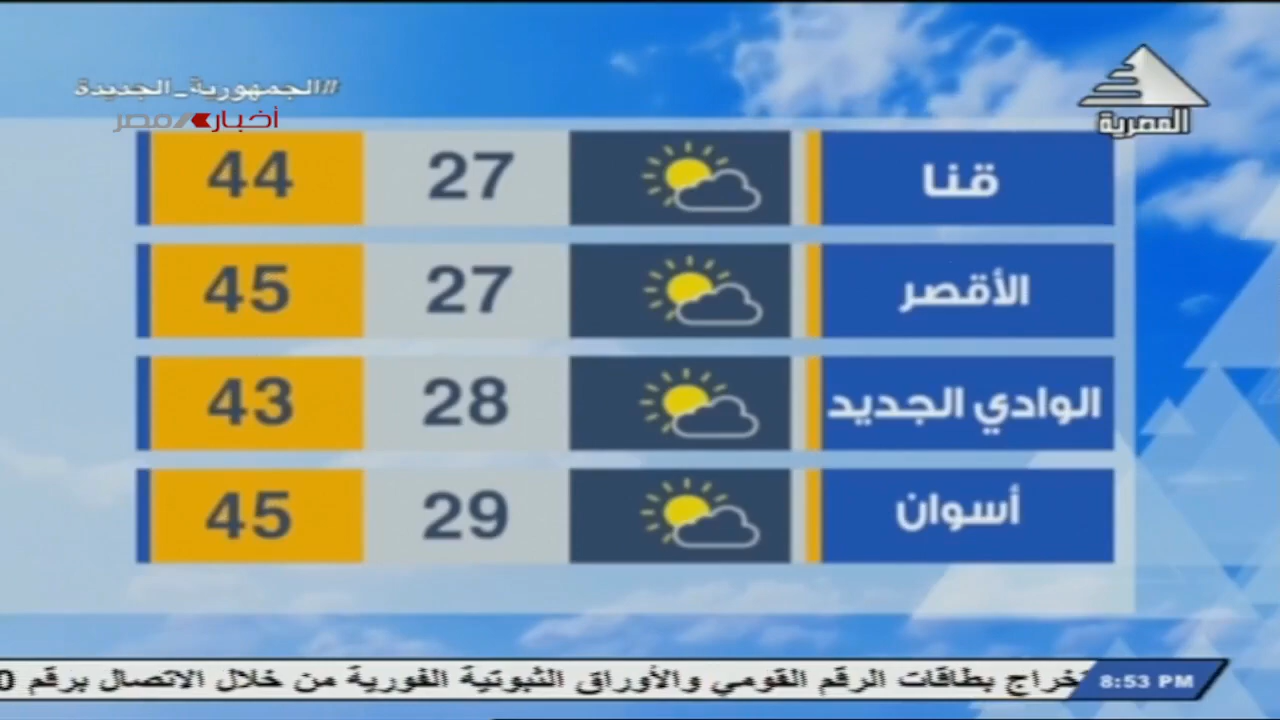 #الجمهورية_الجديدة
أخبار مصر
المصرية
قنا 27 44
الأقصر 27 45
الوادي الجديد 28 43
أسوان 29 45
بطاقات الرقم القومي والأوراق الثبوتية الفورية من خلال الاتصال برقم
8:53 PM